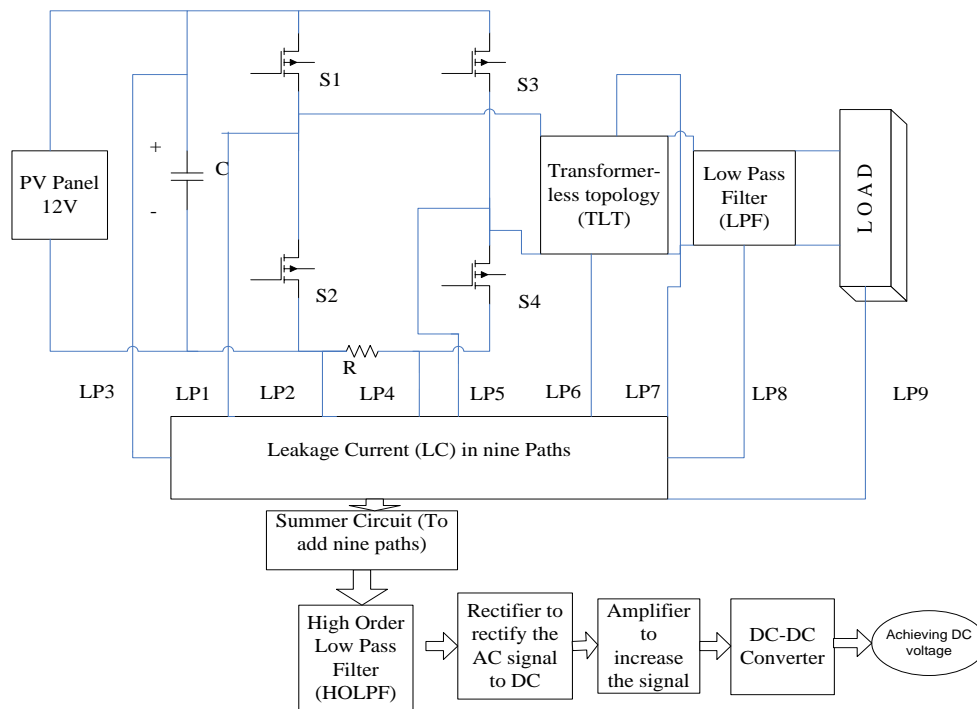 S1
S3
+
C
-
PV Panel
12V
Transformer-
less topology
(TLT)
Low Pass
Filter
(LPF)
LOAD
S2
S4
R
LP3
LP1
LP2
LP4
LP5
LP6
LP7
LP8
LP9
Leakage Current (LC) in nine Paths
Summer Circuit (To
add nine paths)
High Order
Low Pass
Filter
(HOLPF)
Rectifier to
rectify the
AC signal
to DC
Amplifier
to
increase
the signal
DC-DC
Converter
Achieving DC
voltage